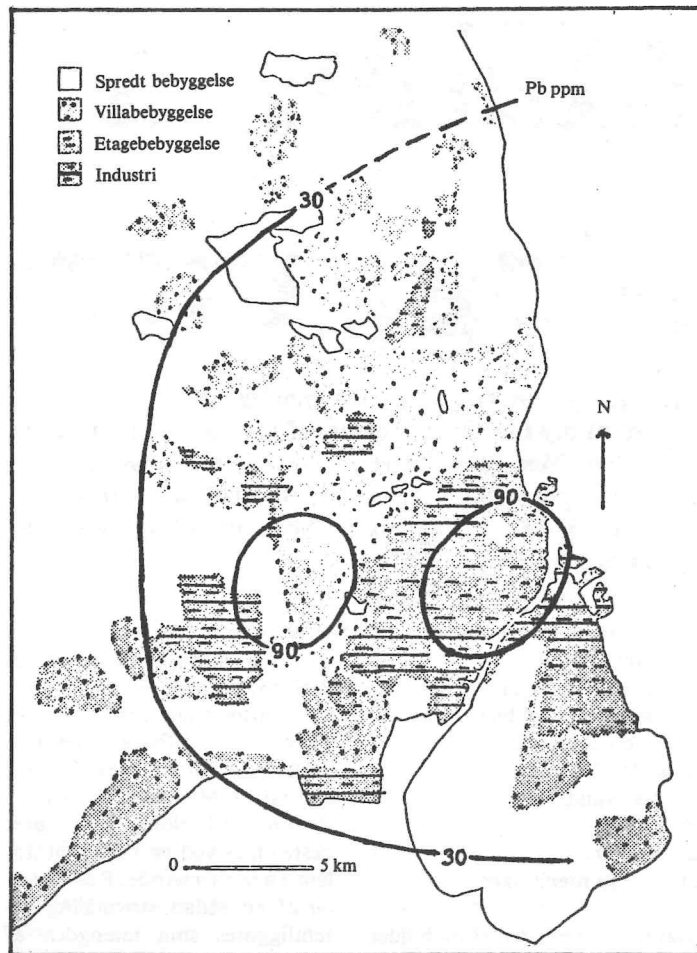 Spredt bebyggelse
Villabebyggelse
Etagebebyggelse
Industri
Pb ppm
30
N
90
90
0 5 km
30